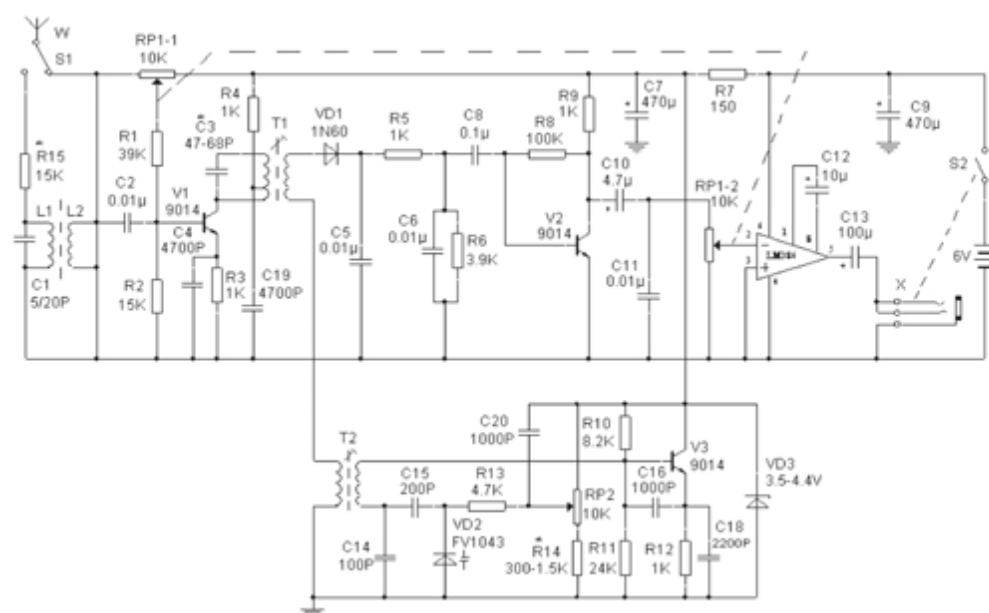 W
S1
RP1-1
10K
R4
1K
*
C3
47-68P
T1
VD1
1N60
R5
1K
C8
0.1μ
R9
1K
R8
100K
C7
470μ
R7
150
C9
470μ
R1
39K
*
R15
15K
C2
0.01μ
L1
L2
V1
9014
C4
4700P
C10
4.7μ
RP1-2
10K
C12
10μ
S2
C13
100μ
C1
5/20P
R2
15K
R3
1K
C19
4700P
C5
0.01μ
C6
0.01μ
R6
3.9K
V2
9014
C11
0.01μ
2
3
5
X
6V
T2
C20
1000P
R10
8.2K
V3
9014
VD3
3.5-4.4V
C15
200P
R13
4.7K
C16
1000P
RP2
10K
VD2
FV1043
C14
100P
*
R14
300-1.5K
R11
24K
R12
1K
C18
2200P